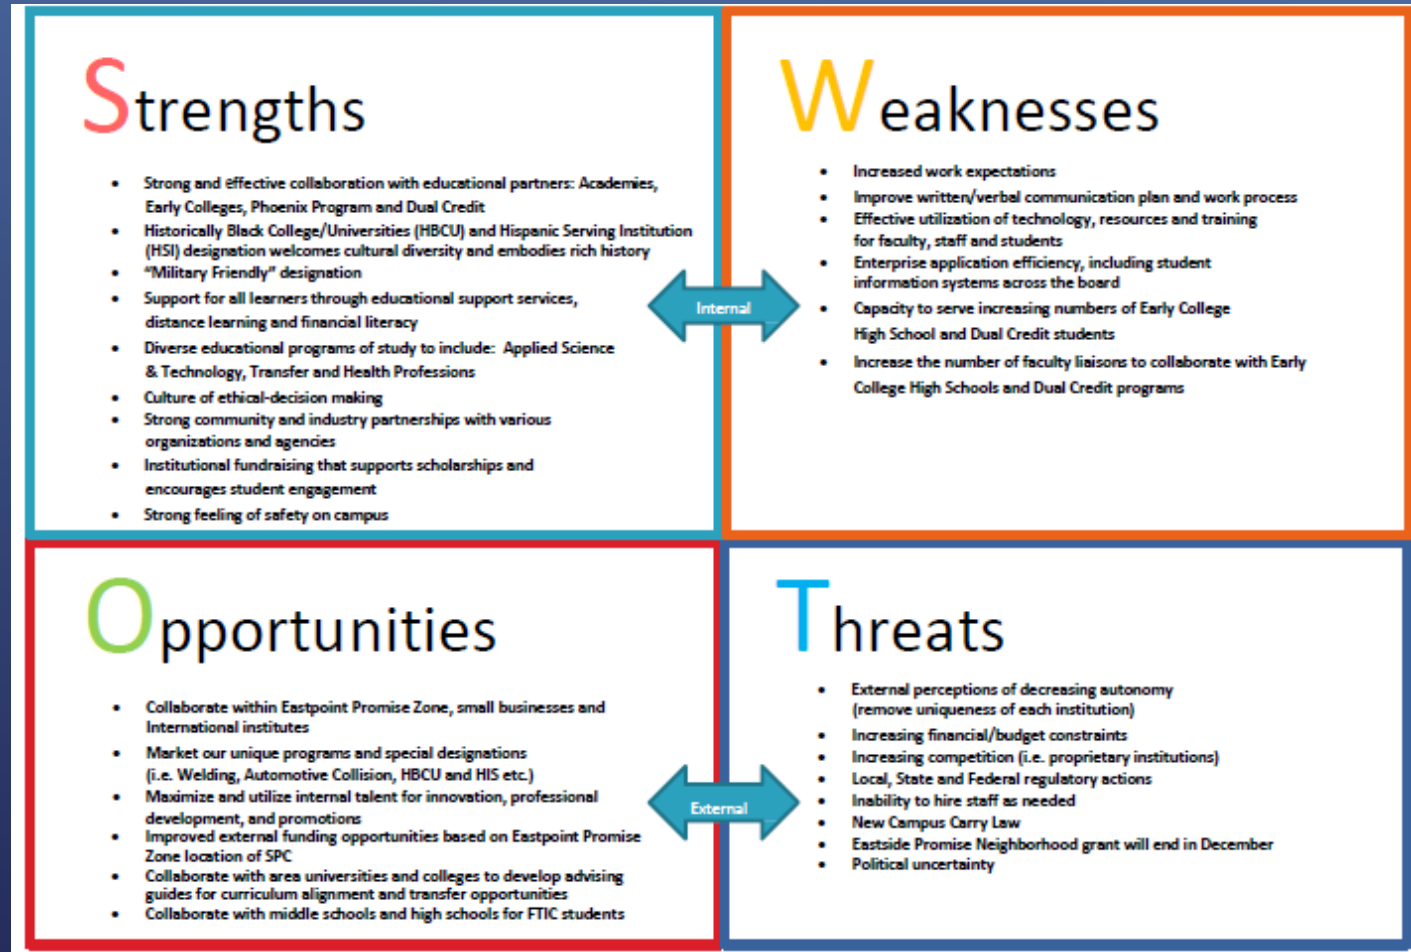 Strengths
• Strong and effective collaboration with educational partners: Academies,
Early Colleges, Phoenix Program and Dual Credit
• Historically Black College/Universities (HBCU) and Hispanic Serving Institution
(HSI) designation welcomes cultural diversity and embodies rich history
• “Military Friendly” designation
• Support for all learners through educational support services,
distance learning and financial literacy
• Diverse educational programs of study to include: Applied Science
& Technology, Transfer and Health Professions
• Culture of ethical-decision making
• Strong community and industry partnerships with various
organizations and agencies
• Institutional fundraising that supports scholarships and
encourages student engagement
• Strong feeling of safety on campus
Internal
Weaknesses
• Increased work expectations
• Improve written/verbal communication plan and work process
• Effective utilization of technology, resources and training
for faculty, staff and students
• Enterprise application efficiency, including student
information systems across the board
• Capacity to serve increasing numbers of Early College
High School and Dual Credit students
• Increase the number of faculty liaisons to collaborate with Early
College High Schools and Dual Credit programs
Opportunities
• Collaborate within Eastpoint Promise Zone, small businesses and
International institutes
• Market our unique programs and special designations
(i.e. Welding, Automotive Collision, HBCU and HIS etc.)
• Maximize and utilize internal talent for innovation, professional
development, and promotions
• Improved external funding opportunities based on Eastpoint Promise
Zone location of SPC
• Collaborate with area universities and colleges to develop advising
guides for curriculum alignment and transfer opportunities
• Collaborate with middle schools and high schools for FTIC students
External
Threats
• External perceptions of decreasing autonomy
(remove uniqueness of each institution)
• Increasing financial/budget constraints
• Increasing competition (i.e. proprietary institutions)
• Local, State and Federal regulatory actions
• Inability to hire staff as needed
• New Campus Carry Law
• Eastside Promise Neighborhood grant will end in December
• Political uncertainty